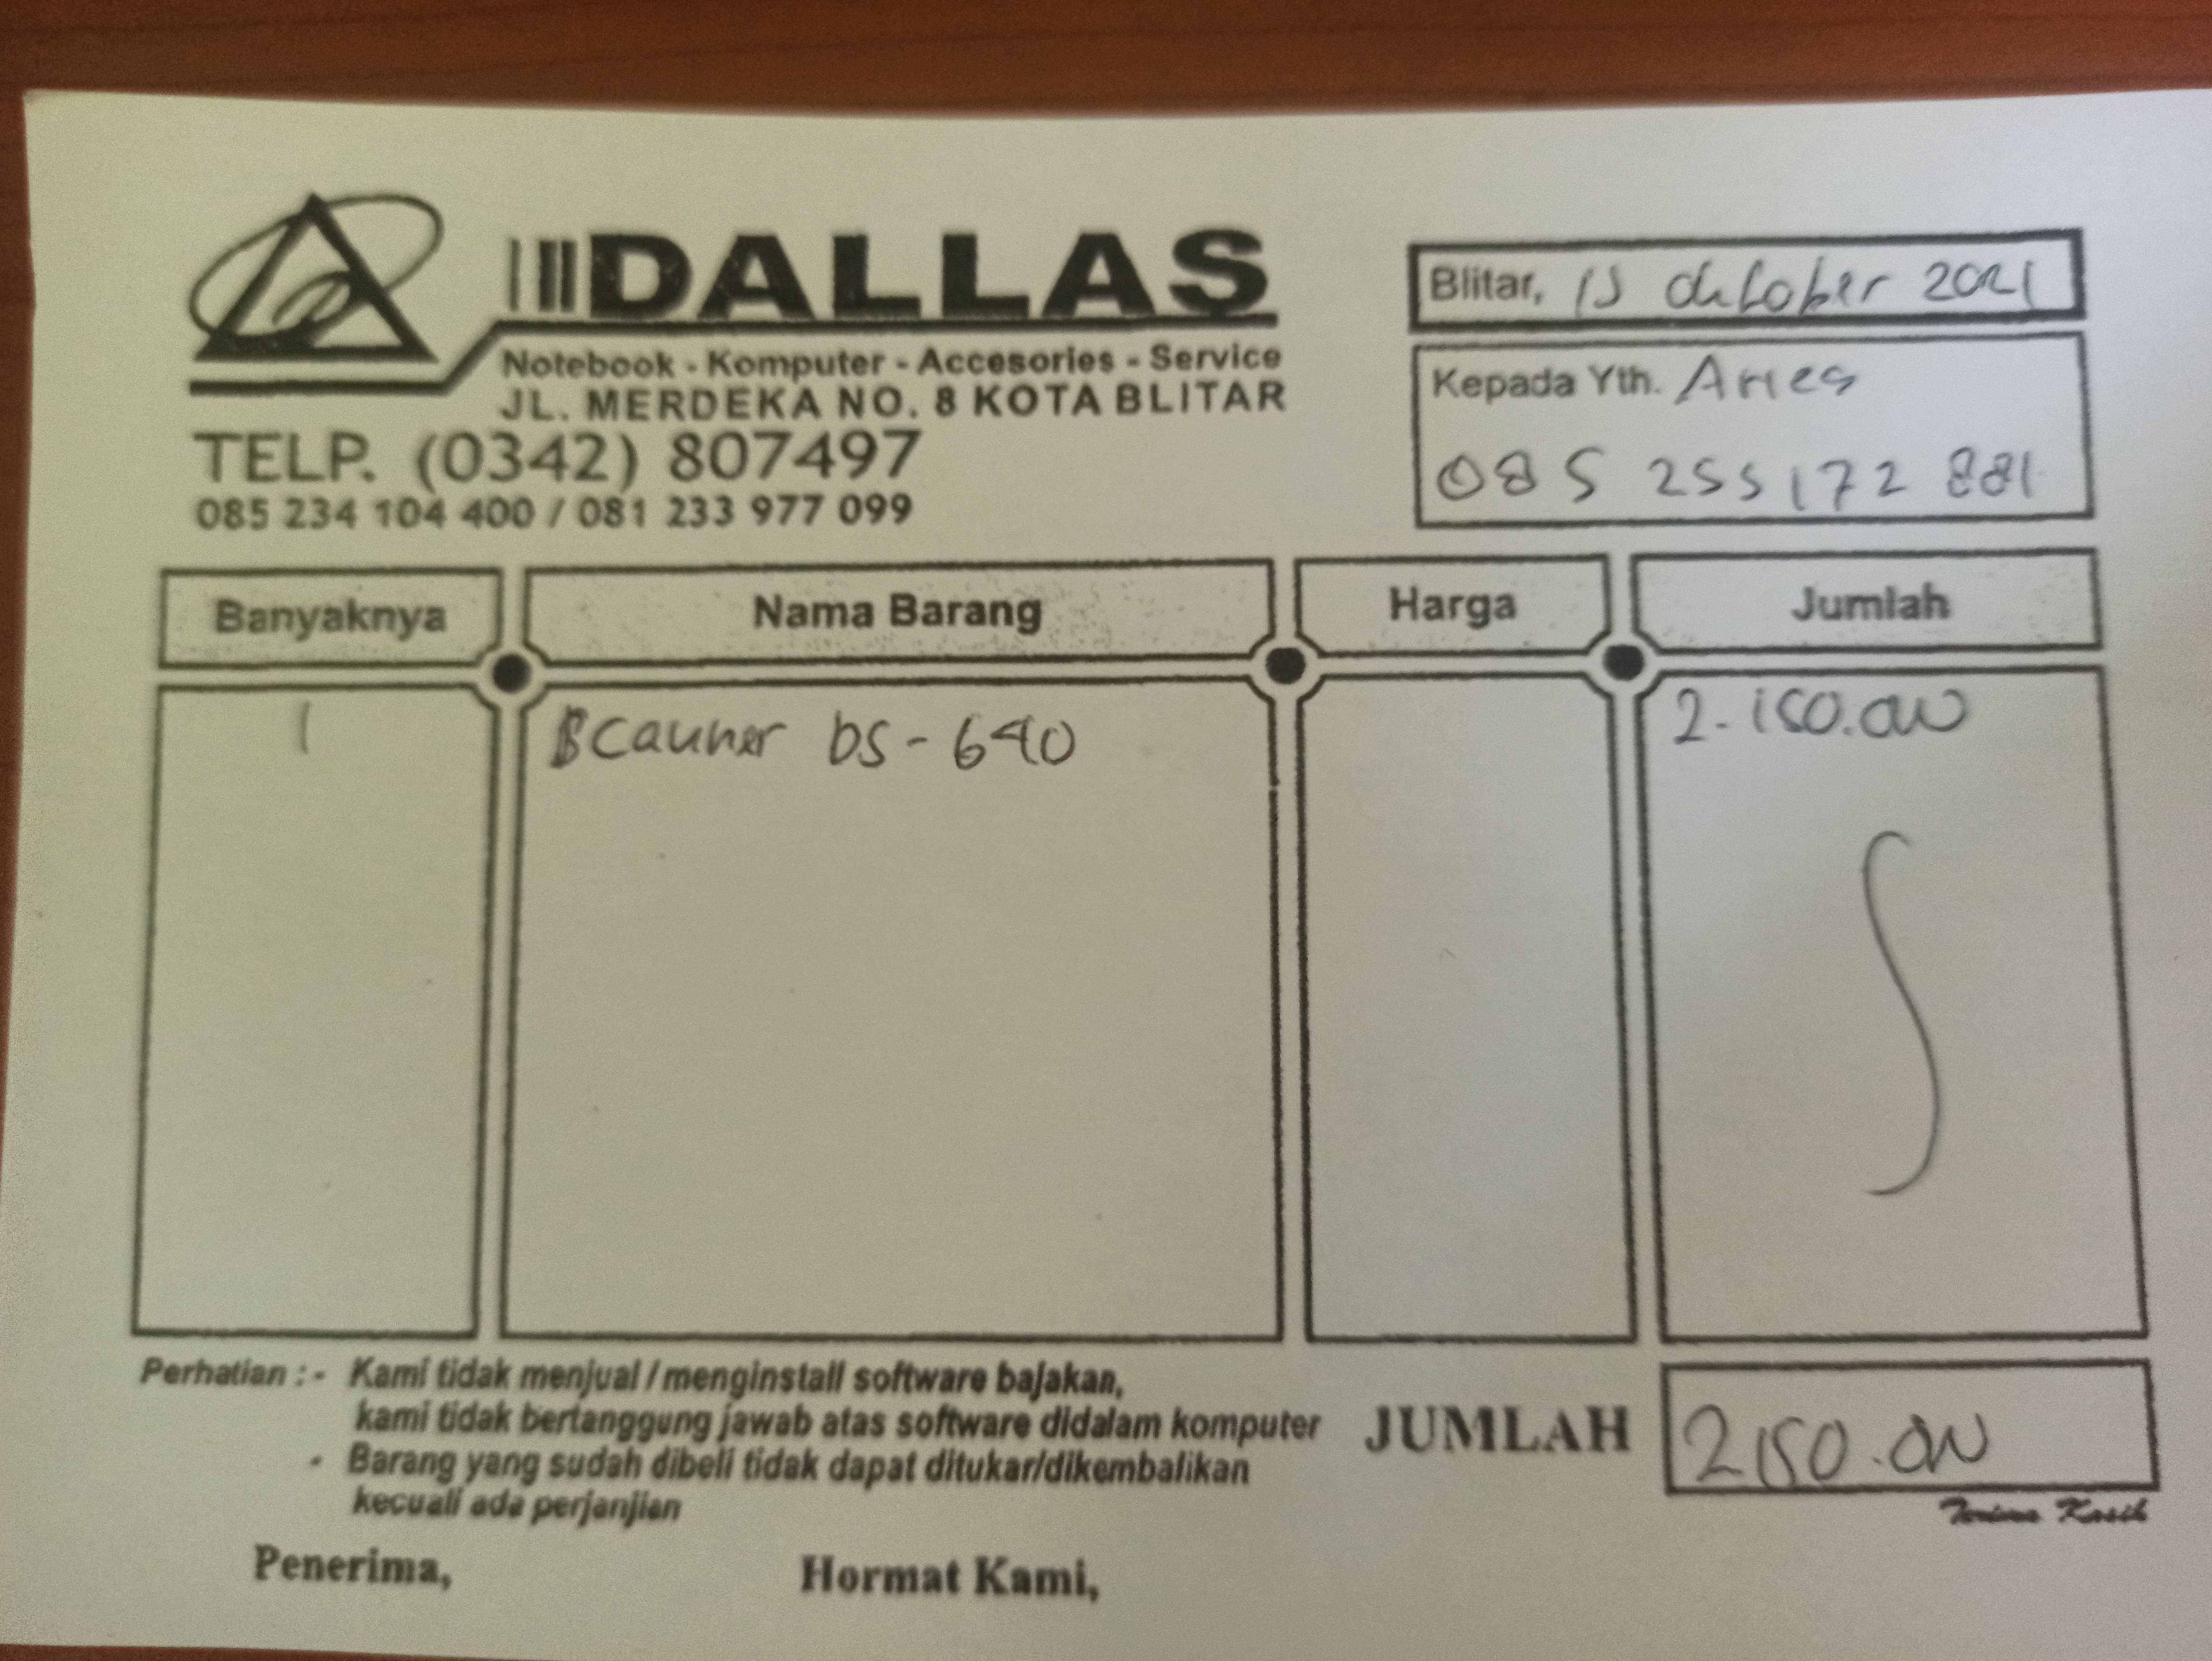 DALLAS
Notebook - Komputer - Accesories - Service
JL. MERDEKA NO. 8 KOTA BLITAR
TELP. (0342) 807497
085 234 104 400 / 081 233 977 099
Blitar, 15 oktober 2021
Kepada Yth. Aries
085 255 172 881
Banyaknya Nama Barang Harga Jumlah
1 Scanner DS-640 2.150.000
Perhatian : - Kami tidak menjual / menginstall software bajakan,
kami tidak bertanggung jawab atas software didalam komputer
- Barang yang sudah dibeli tidak dapat ditukar/dikembalikan
kecuali ada perjanjian
JUMLAH 2150.000
Terima Kasih
Penerima, Hormat Kami,